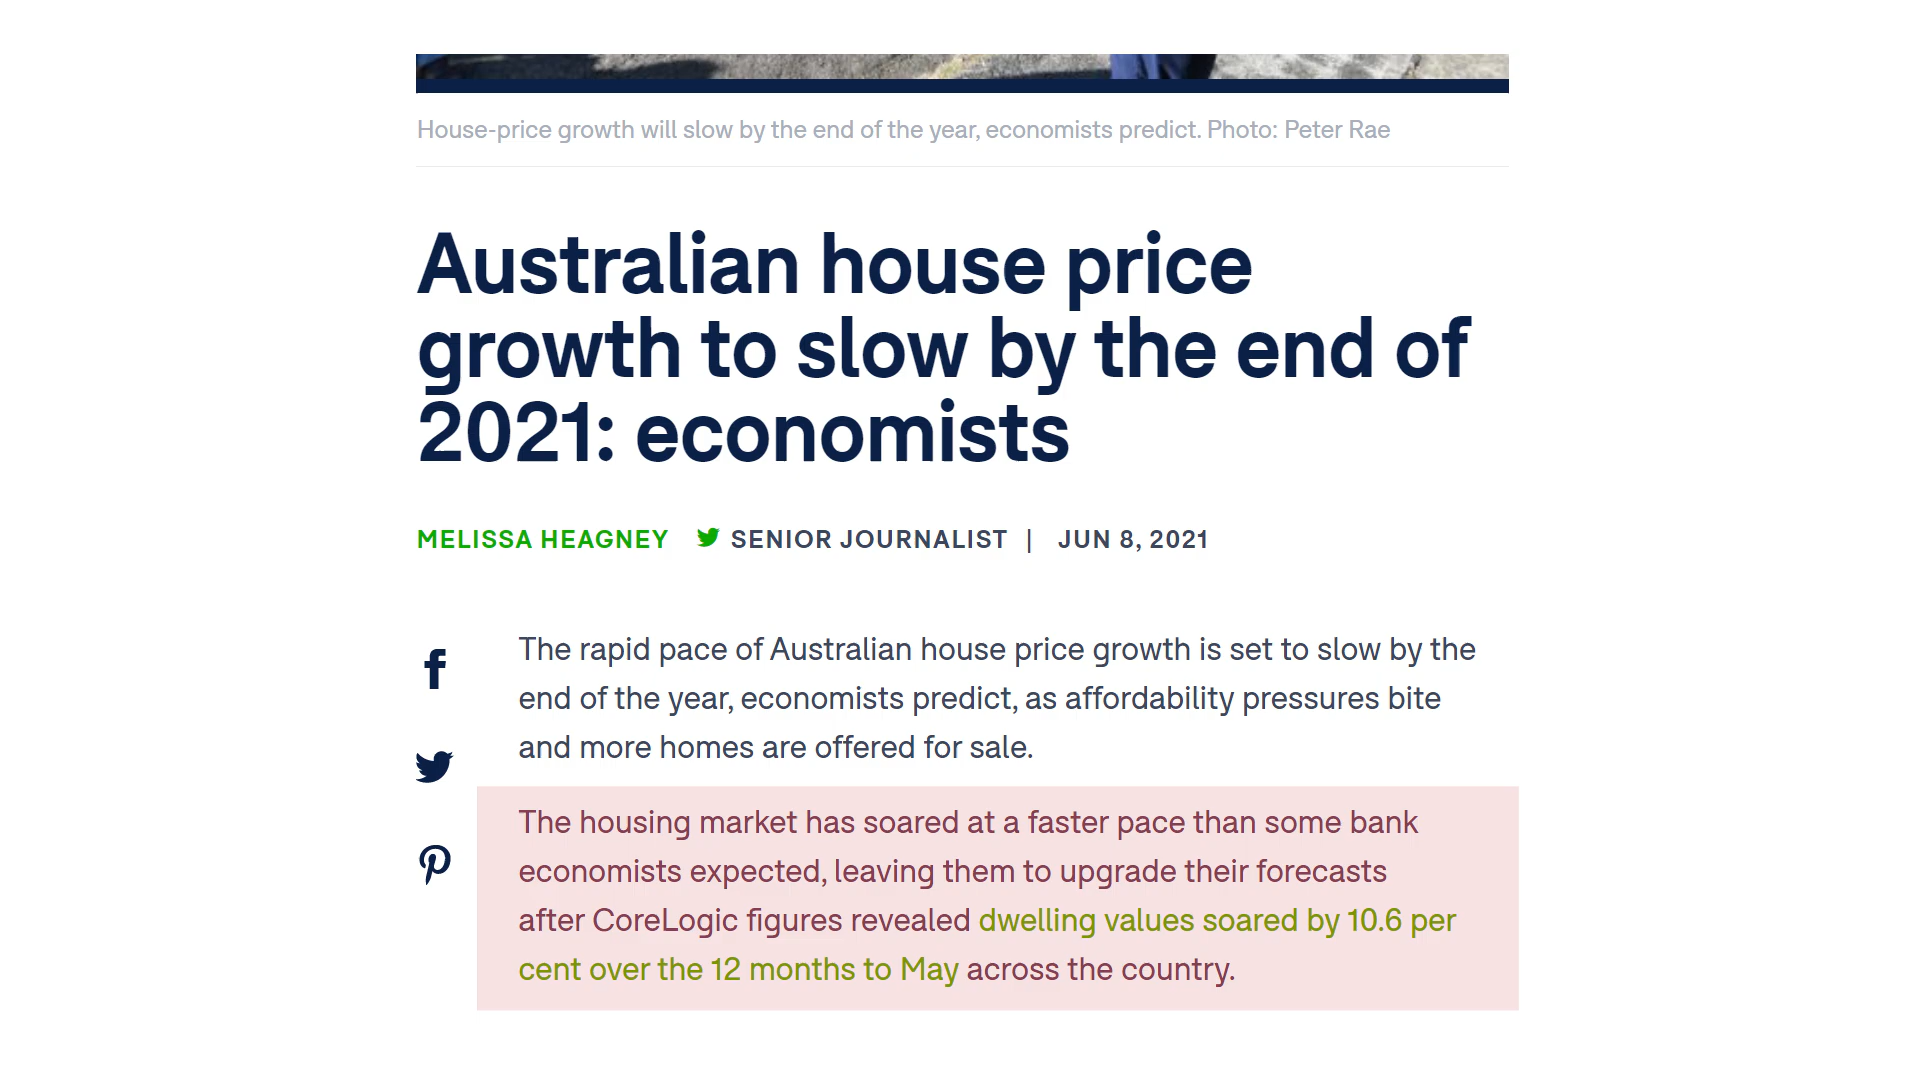 House-price growth will slow by the end of the year, economists predict. Photo: Peter Rae
Australian house price
growth to slow by the end of
2021: economists
MELISSA HEAGNEY SENIOR JOURNALIST | JUN 8, 2021
The rapid pace of Australian house price growth is set to slow by the
end of the year, economists predict, as affordability pressures bite
and more homes are offered for sale.
The housing market has soared at a faster pace than some bank
economists expected, leaving them to upgrade their forecasts
after CoreLogic figures revealed dwelling values soared by 10.6 per
cent over the 12 months to May across the country.